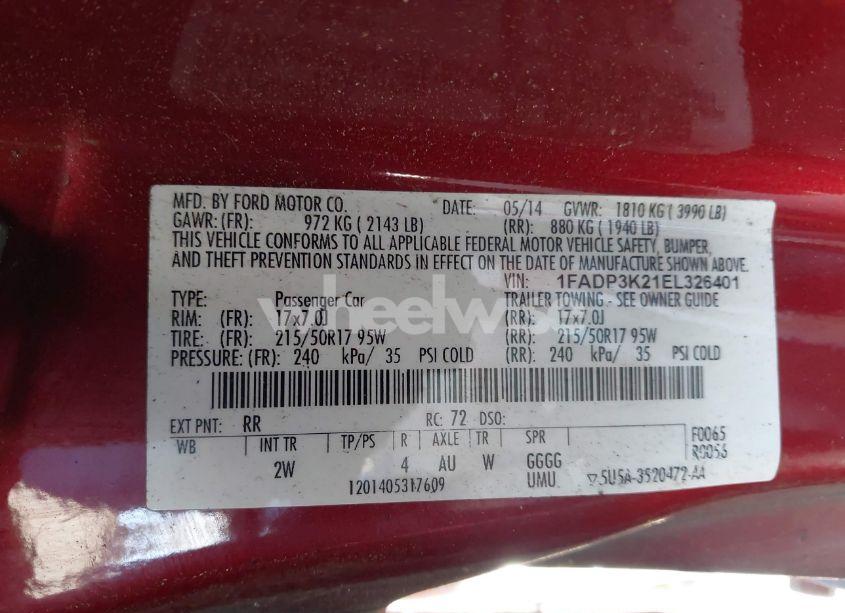 MFD. BY FORD MOTOR CO. DATE: 05/14 GVWR: 1810 KG ( 3990 LB)
GAWR: (FR): 972 KG ( 2143 LB) (RR): 880 KG ( 1940 LB)
THIS VEHICLE CONFORMS TO ALL APPLICABLE FEDERAL MOTOR VEHICLE SAFETY, BUMPER,
AND THEFT PREVENTION STANDARDS IN EFFECT ON THE DATE OF MANUFACTURE SHOWN ABOVE.
VIN: 1FADP3K21EL326401
TYPE: Passenger Car TRAILER TOWING - SEE OWNER GUIDE
RIM: (FR): 17x7.0J (RR): 17x7.0J
TIRE: (FR): 215/50R17 95W (RR): 215/50R17 95W
PRESSURE: (FR): 240 kPa/ 35 PSI COLD (RR): 240 kPa/ 35 PSI COLD
EXT PNT: RR RC: 72 DSO:
WB INT TR TP/PS R AXLE TR SPR F0065
2W 4 AU W GGGG R0056
1201405317609 UMU 5U5A-3520472-AA